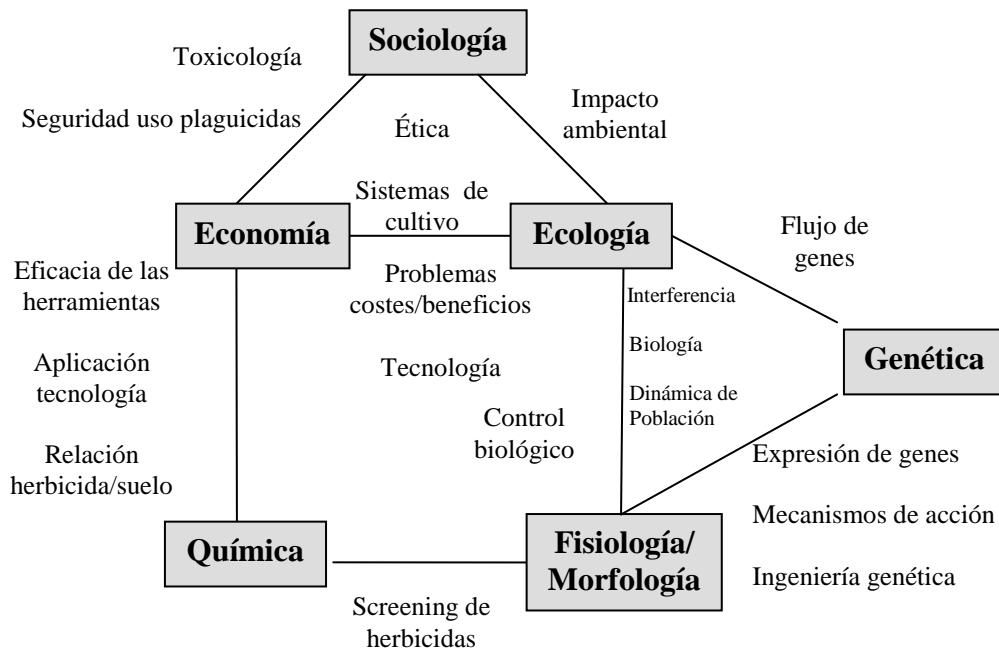 Sociología
Toxicología
Seguridad uso plaguicidas
Ética
Impacto
ambiental
Sistemas de
cultivo
Economía
Ecología
Flujo de
genes
Eficacia de las
herramientas
Problemas
costes/beneficios
Interferencia
Biología
Genética
Aplicación
tecnología
Tecnología
Dinámica de
Población
Control
biológico
Relación
herbicida/suelo
Expresión de genes
Mecanismos de acción
Ingeniería genética
Química
Fisiología/
Morfología
Screening de
herbicidas